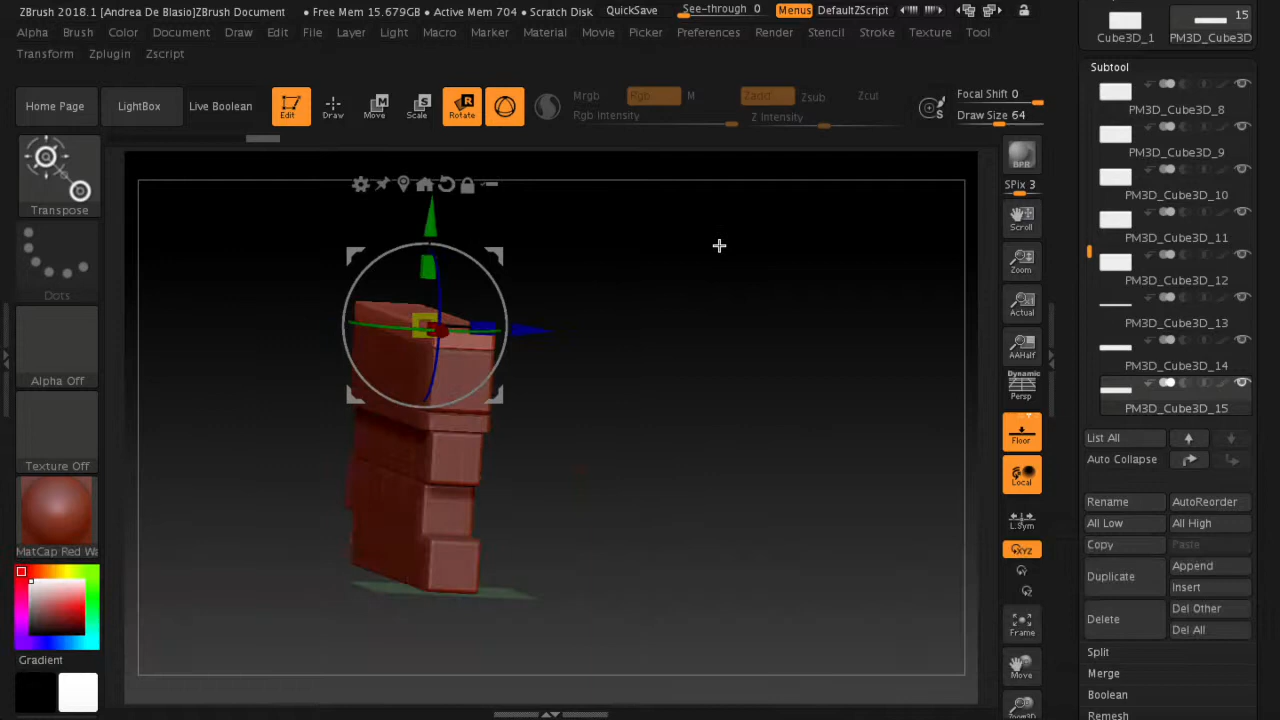 ZBrush 2018.1 [Andrea De Blasio]ZBrush Document • Free Mem 15.679GB • Active Mem 704 • Scratch Disk QuickSave See-through 0 Menus DefaultZScript
Alpha Brush Color Document Draw Edit File Layer Light Macro Marker Material Movie Picker Preferences Render Stencil Stroke Texture Tool
Transform Zplugin Zscript
Home Page LightBox Live Boolean Edit Draw Move Scale Rotate
Mrgb Rgb M Zadd Zsub Zcut
Rgb Intensity Z Intensity
Focal Shift 0
Draw Size 64
Transpose
Dots
Alpha Off
Texture Off
MatCap Red Wa
Gradient
BPR
SPix 3
Scroll
Zoom
Actual
AAHalf
Dynamic
Persp
Floor
Local
L.Sym
XYZ
Y
Z
Frame
Move
Zoom3D
15
Cube3D_1 PM3D_Cube3D
Subtool
PM3D_Cube3D_8
PM3D_Cube3D_9
PM3D_Cube3D_10
PM3D_Cube3D_11
PM3D_Cube3D_12
PM3D_Cube3D_13
PM3D_Cube3D_14
PM3D_Cube3D_15
List All
Auto Collapse
Rename AutoReorder
All Low All High
Copy Paste
Duplicate Append
Insert
Delete Del Other
Del All
Split
Merge
Boolean
Remesh